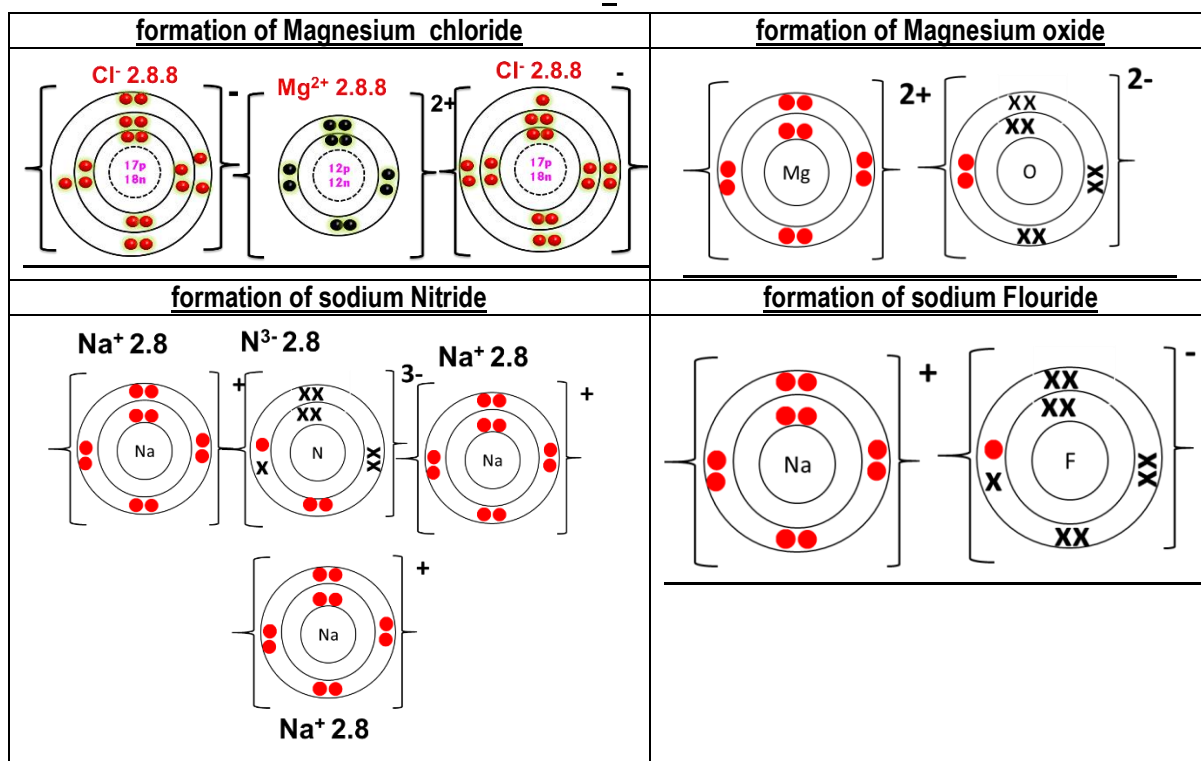 formation of Magnesium chloride
Cl- 2.8.8
Mg2+ 2.8.8
Cl- 2.8.8
-
2+
-
17p
18n
12p
12n
17p
18n
formation of Magnesium oxide
2+
2-
XX
XX
Mg
O
XX
XX
formation of sodium Nitride
Na+ 2.8
N3- 2.8
Na+ 2.8
+
3-
+
XX
XX
Na
N
Na
X
XX
+
Na
Na+ 2.8
formation of sodium Flouride
+
-
XX
XX
Na
F
X
XX
XX